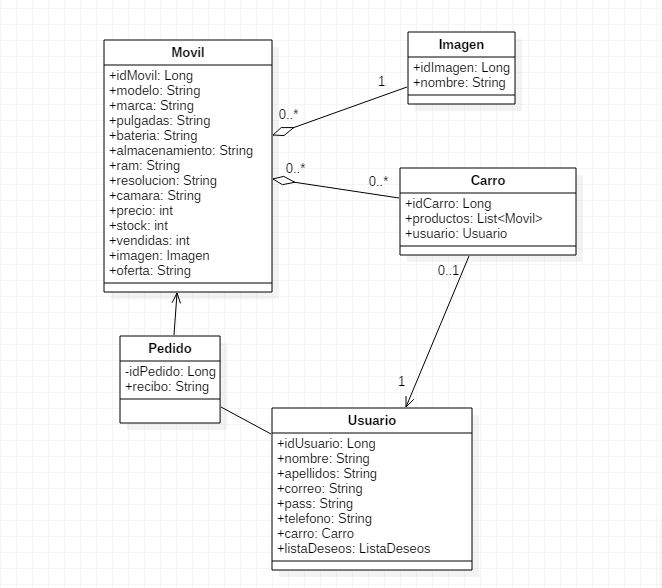 Movil
+idMovil: Long
+modelo: String
+marca: String
+pulgadas: String
+bateria: String
+almacenamiento: String
+ram: String
+resolucion: String
+camara: String
+precio: int
+stock: int
+vendidas: int
+imagen: Imagen
+oferta: String
Imagen
+idImagen: Long
+nombre: String
1
0..*
0..*
0..*
Carro
+idCarro: Long
+productos: List<Movil>
+usuario: Usuario
0..1
1
Pedido
-idPedido: Long
+recibo: String
Usuario
+idUsuario: Long
+nombre: String
+apellidos: String
+correo: String
+pass: String
+telefono: String
+carro: Carro
+listaDeseos: ListaDeseos